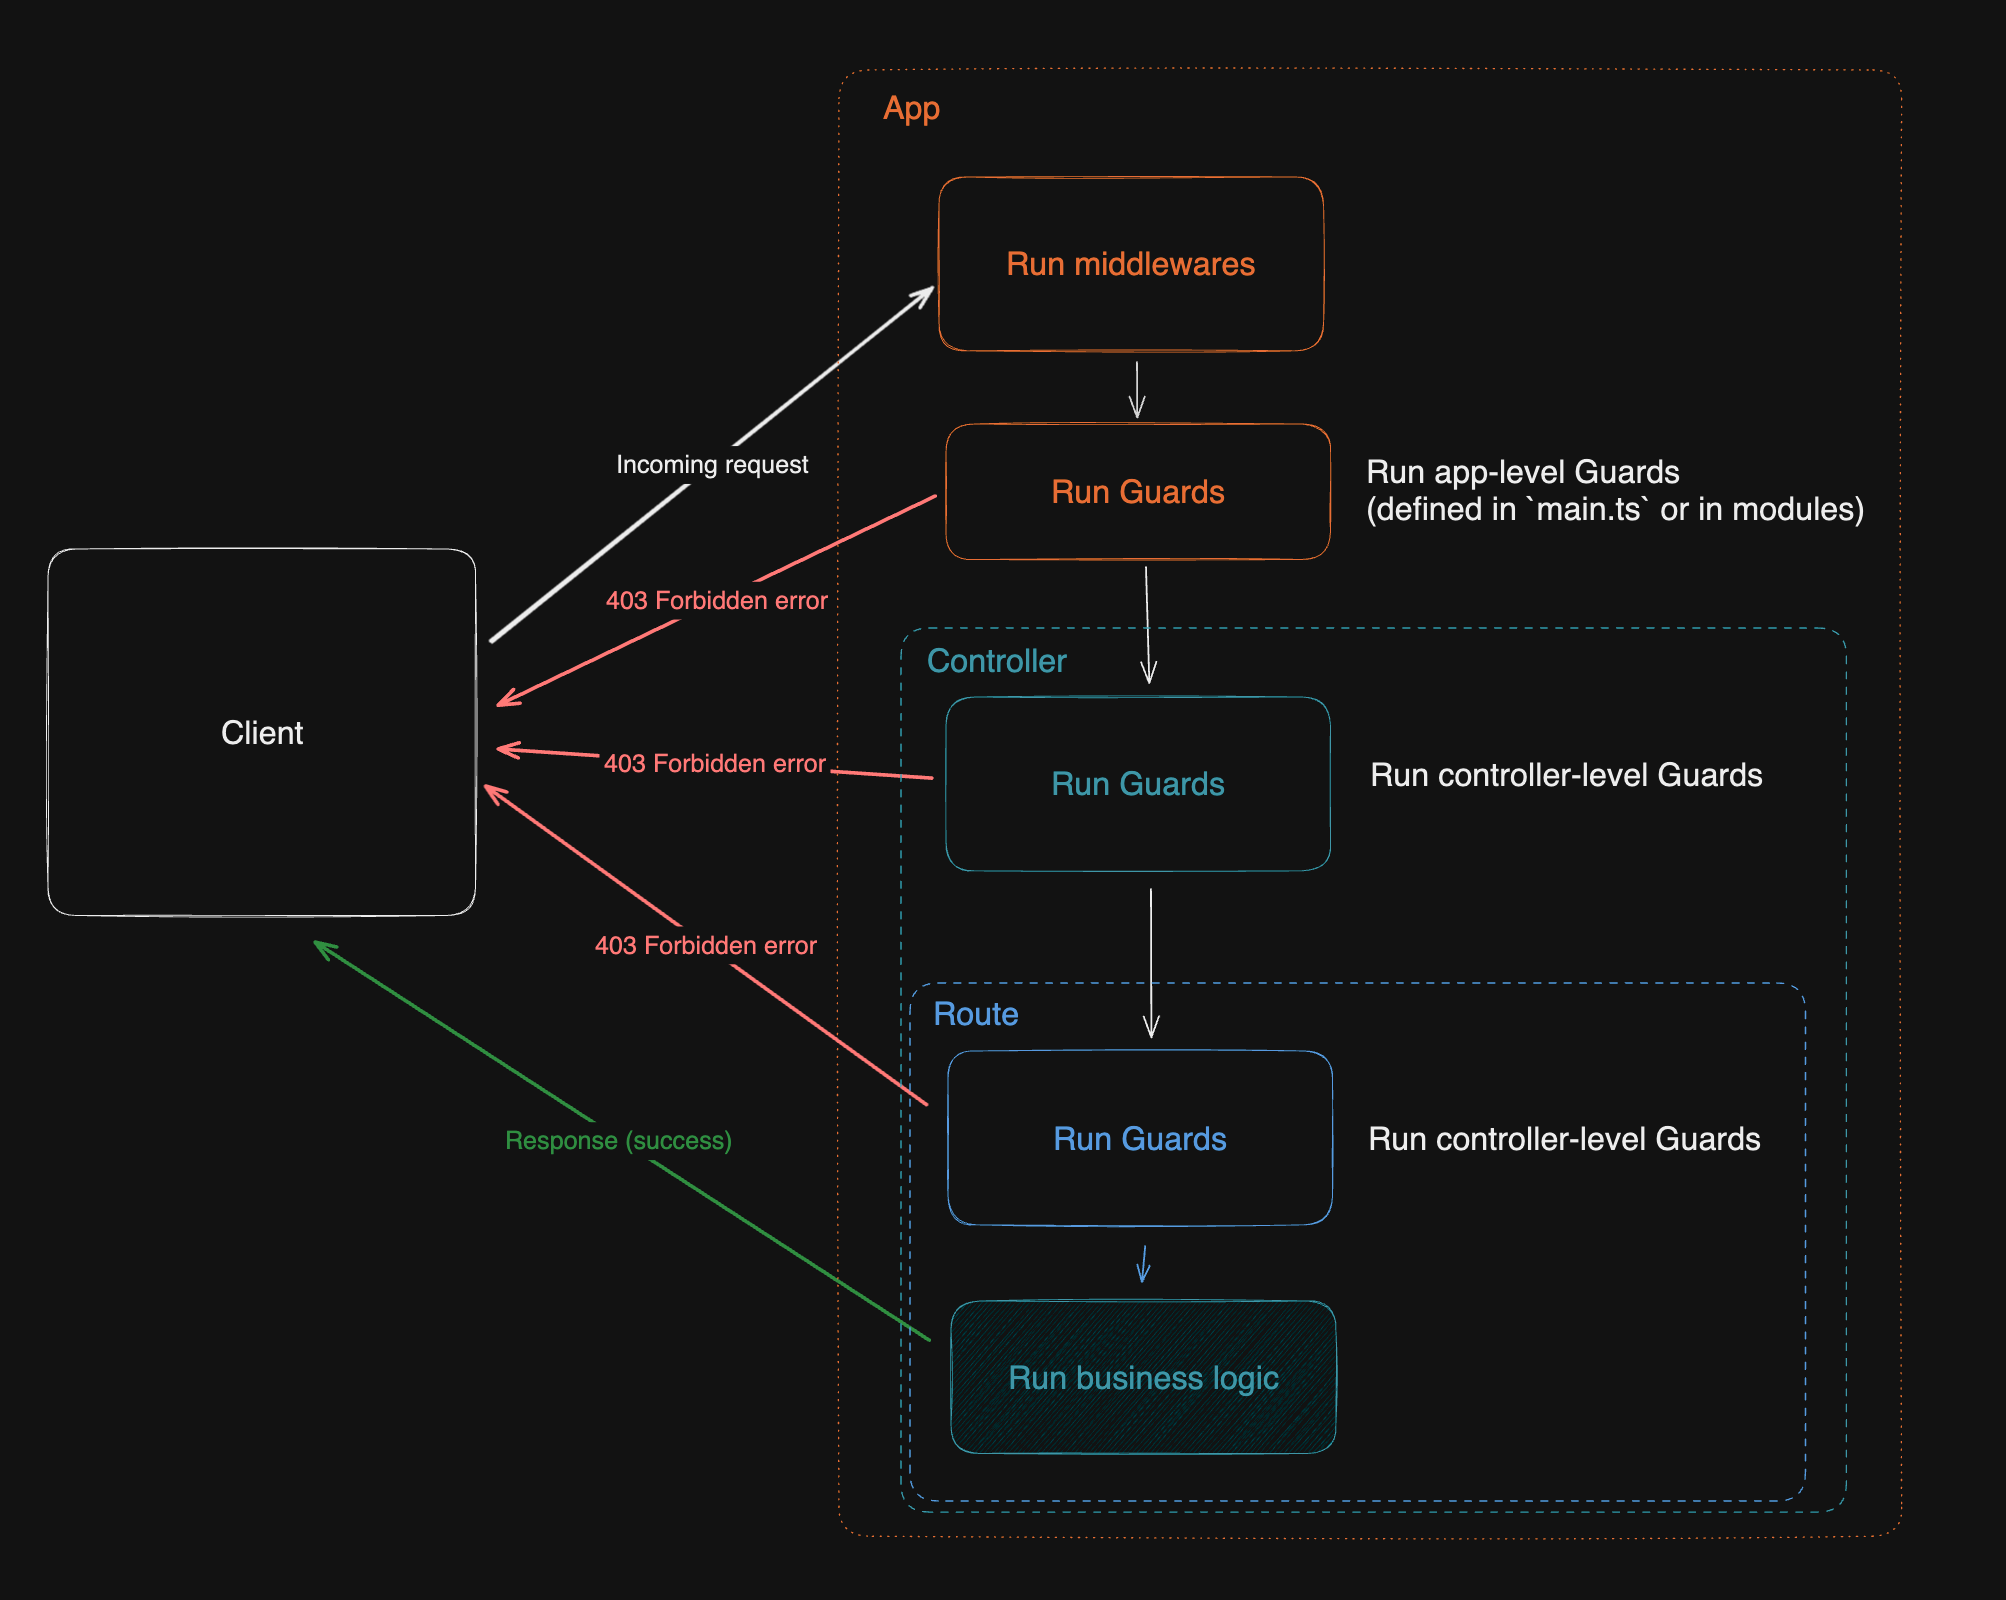 App
Run middlewares
Incoming request
Run Guards
Run app-level Guards
(defined in `main.ts` or in modules)
403 Forbidden error
Controller
Client
403 Forbidden error
Run Guards
Run controller-level Guards
403 Forbidden error
Route
Response (success)
Run Guards
Run controller-level Guards
Run business logic